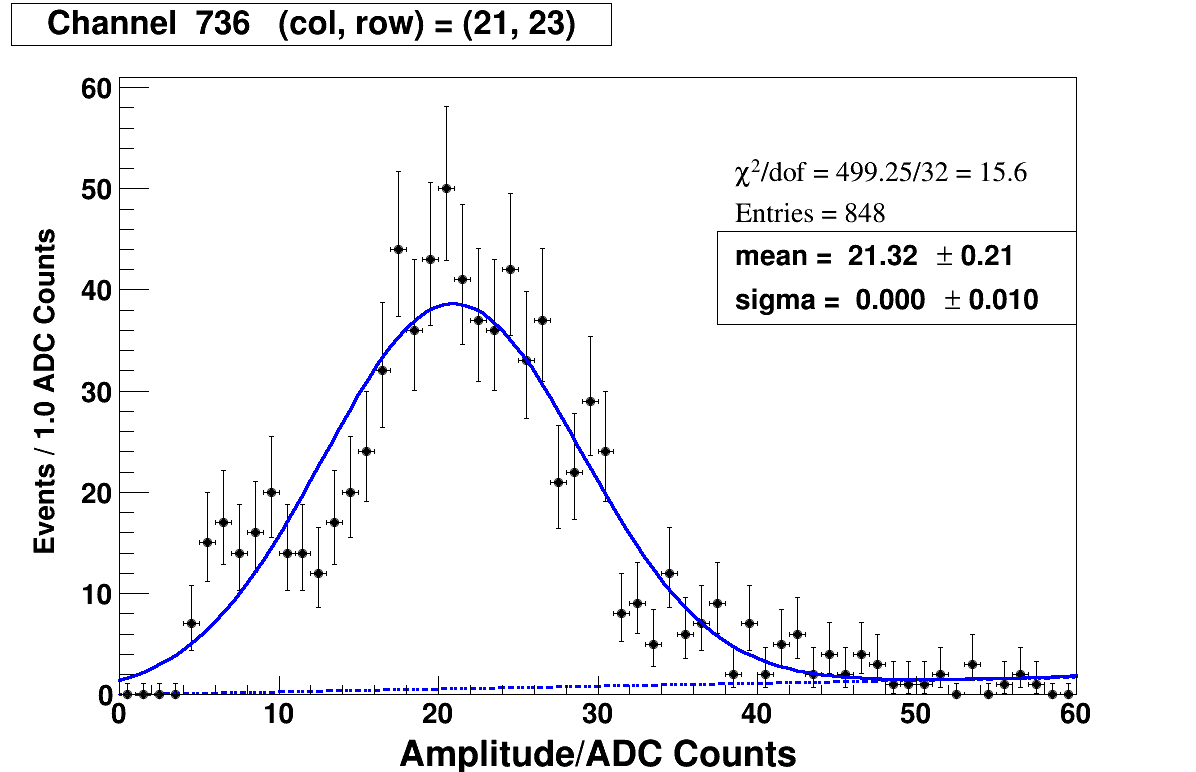 Channel 736 (col, row) = (21, 23)
60
50
40
30
20
10
0
Events / 1.0 ADC Counts
χ²/dof = 499.25/32 = 15.6
Entries = 848
mean = 21.32 ± 0.21
sigma = 0.000 ± 0.010
0 10 20 30 40 50 60
Amplitude/ADC Counts